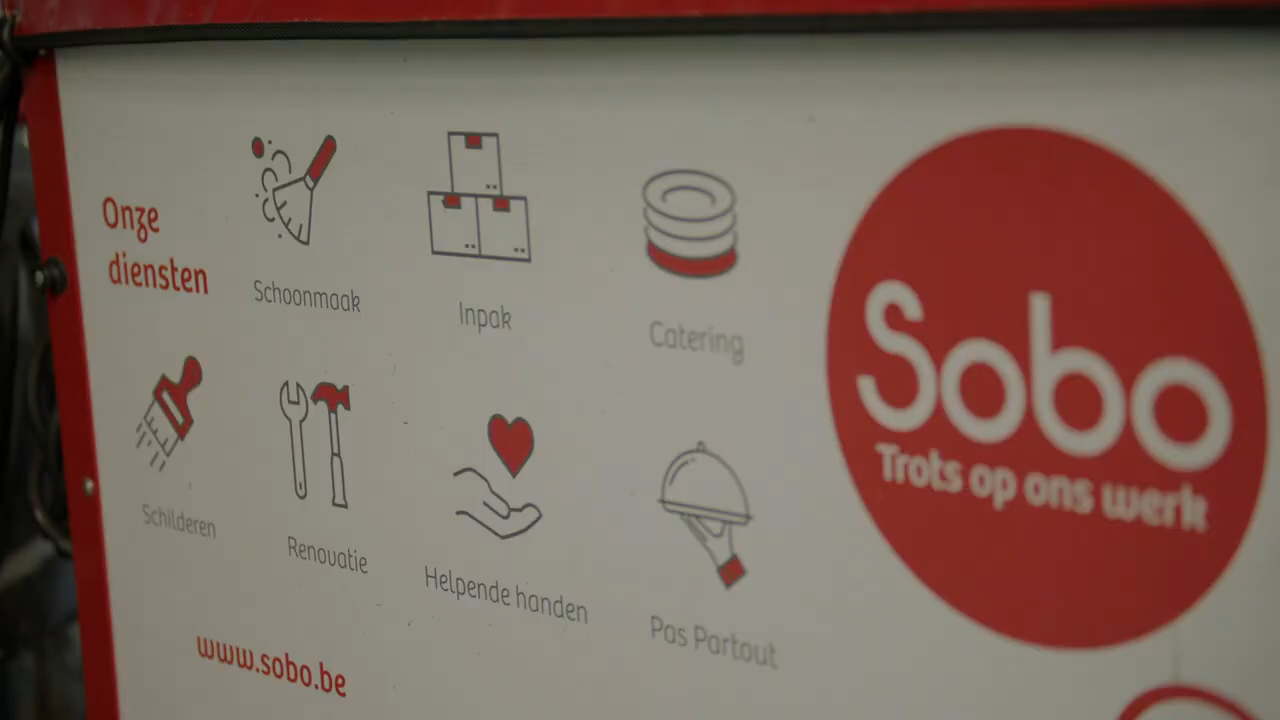 Onze
diensten
Schoonmaak
Inpak
Catering
Schilderen
Renovatie
Helpende handen
Pas Partout
www.sobo.be
Sobo
Trots op ons werk